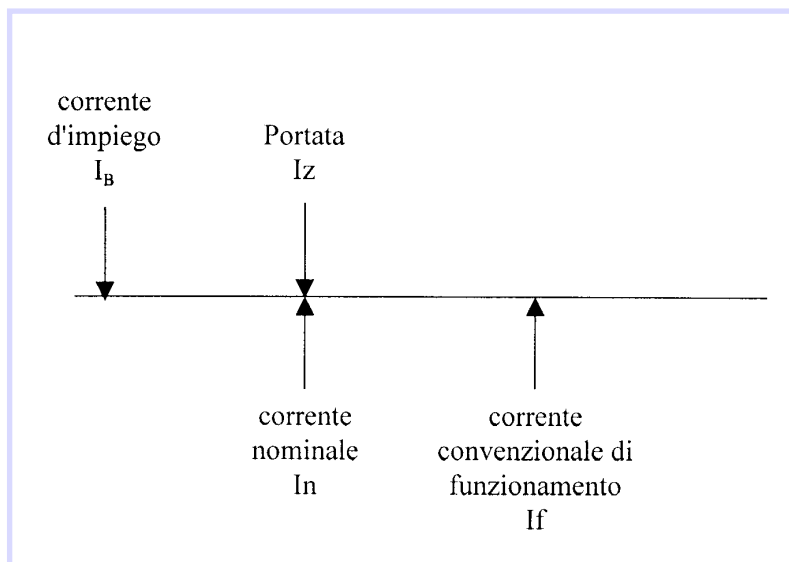 corrente
d'impiego
I_B
Portata
Iz
corrente
nominale
In
corrente
convenzionale di
funzionamento
If